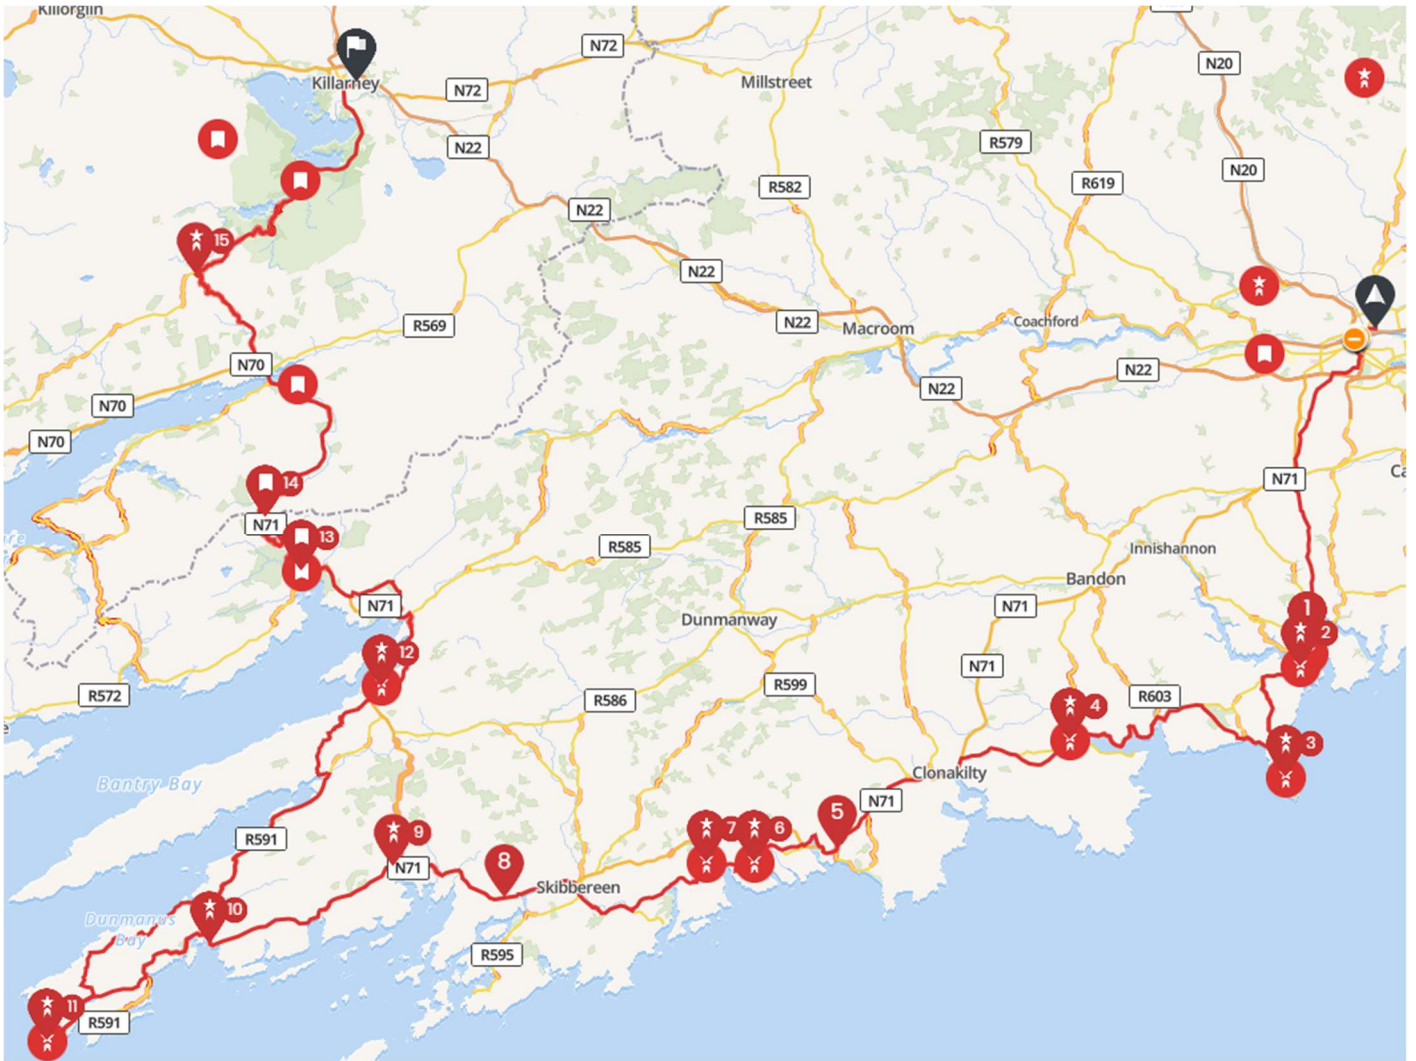 Killorglin
N72
N20
Killarney
N72
Millstreet
N22
R579
N20
R582
R619
N22
15
N22
R569
N22
Macroom
Coachford
N70
N22
N22
N70
N70
N71
14
R585
N71
13
R585
Innishannon
N71
Bandon
N71
1
Dunmanway
2
12
N71
R572
R586
R599
R603
4
3
Clonakilty
Bantry Bay
N71
5
7
6
R591
9
8
N71
Skibbereen
10
Dunmanus
Bay
R595
11
R591